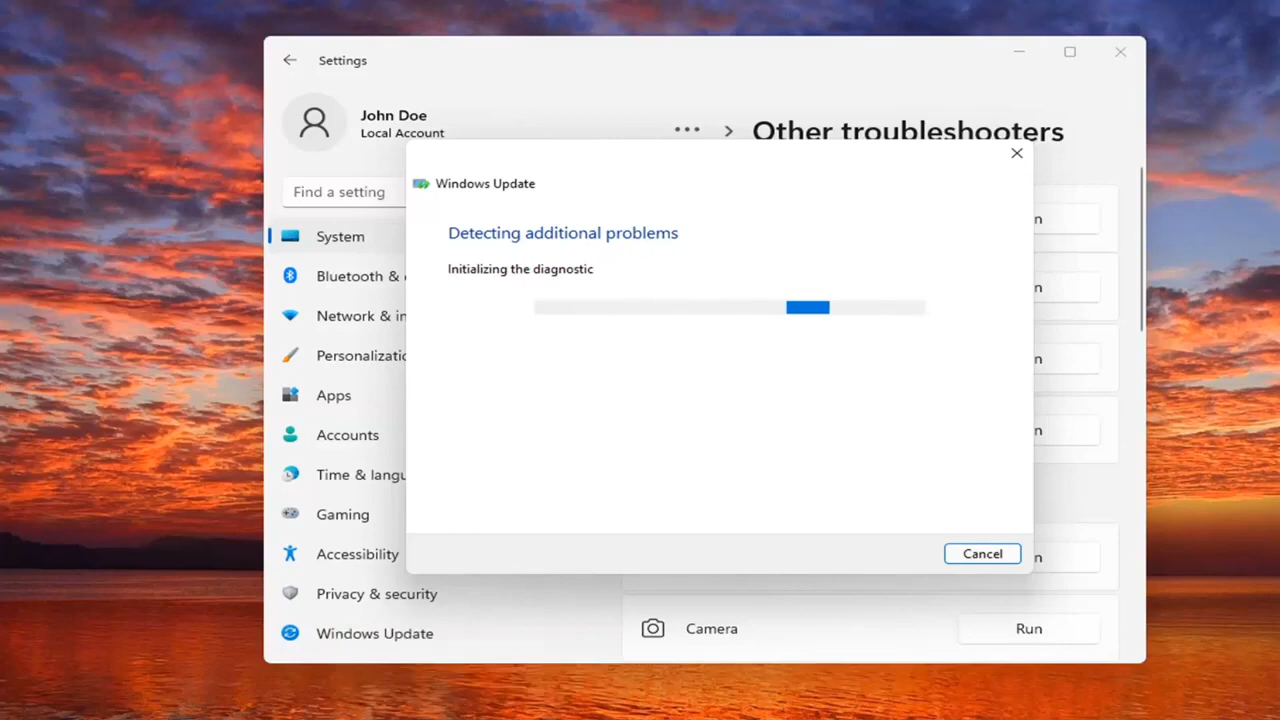 Settings
John Doe
Local Account
Find a setting
System
Bluetooth &
Network & in
Personalizatio
Apps
Accounts
Time & langu
Gaming
Accessibility
Privacy & security
Windows Update
... > Other troubleshooters
Windows Update
Detecting additional problems
Initializing the diagnostic
Cancel
n
n
n
n
n
Camera
Run